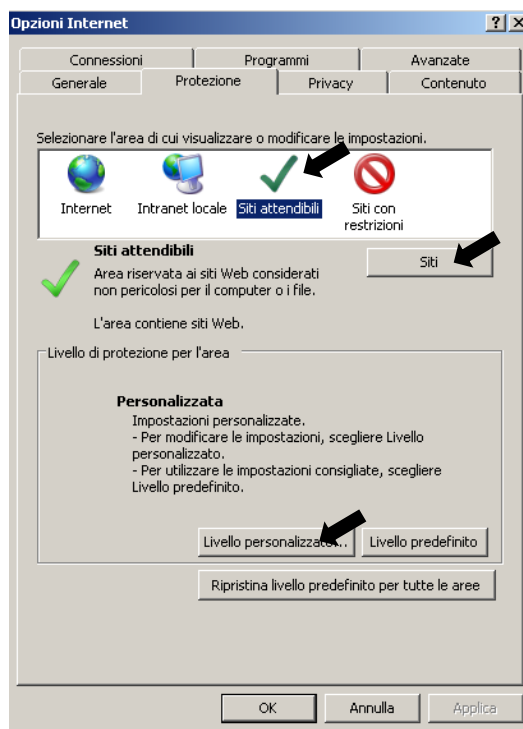 Opzioni Internet
Connessioni Programmi Avanzate
Generale Protezione Privacy Contenuto
Selezionare l'area di cui visualizzare o modificare le impostazioni.
Internet Intranet locale Siti attendibili Siti con restrizioni
Siti attendibili
Siti
Area riservata ai siti Web considerati
non pericolosi per il computer o i file.
L'area contiene siti Web.
Livello di protezione per l'area
Personalizzata
Impostazioni personalizzate.
- Per modificare le impostazioni, scegliere Livello
personalizzato.
- Per utilizzare le impostazioni consigliate, scegliere
Livello predefinito.
Livello personalizzato... Livello predefinito
Ripristina livello predefinito per tutte le aree
OK Annulla Applica